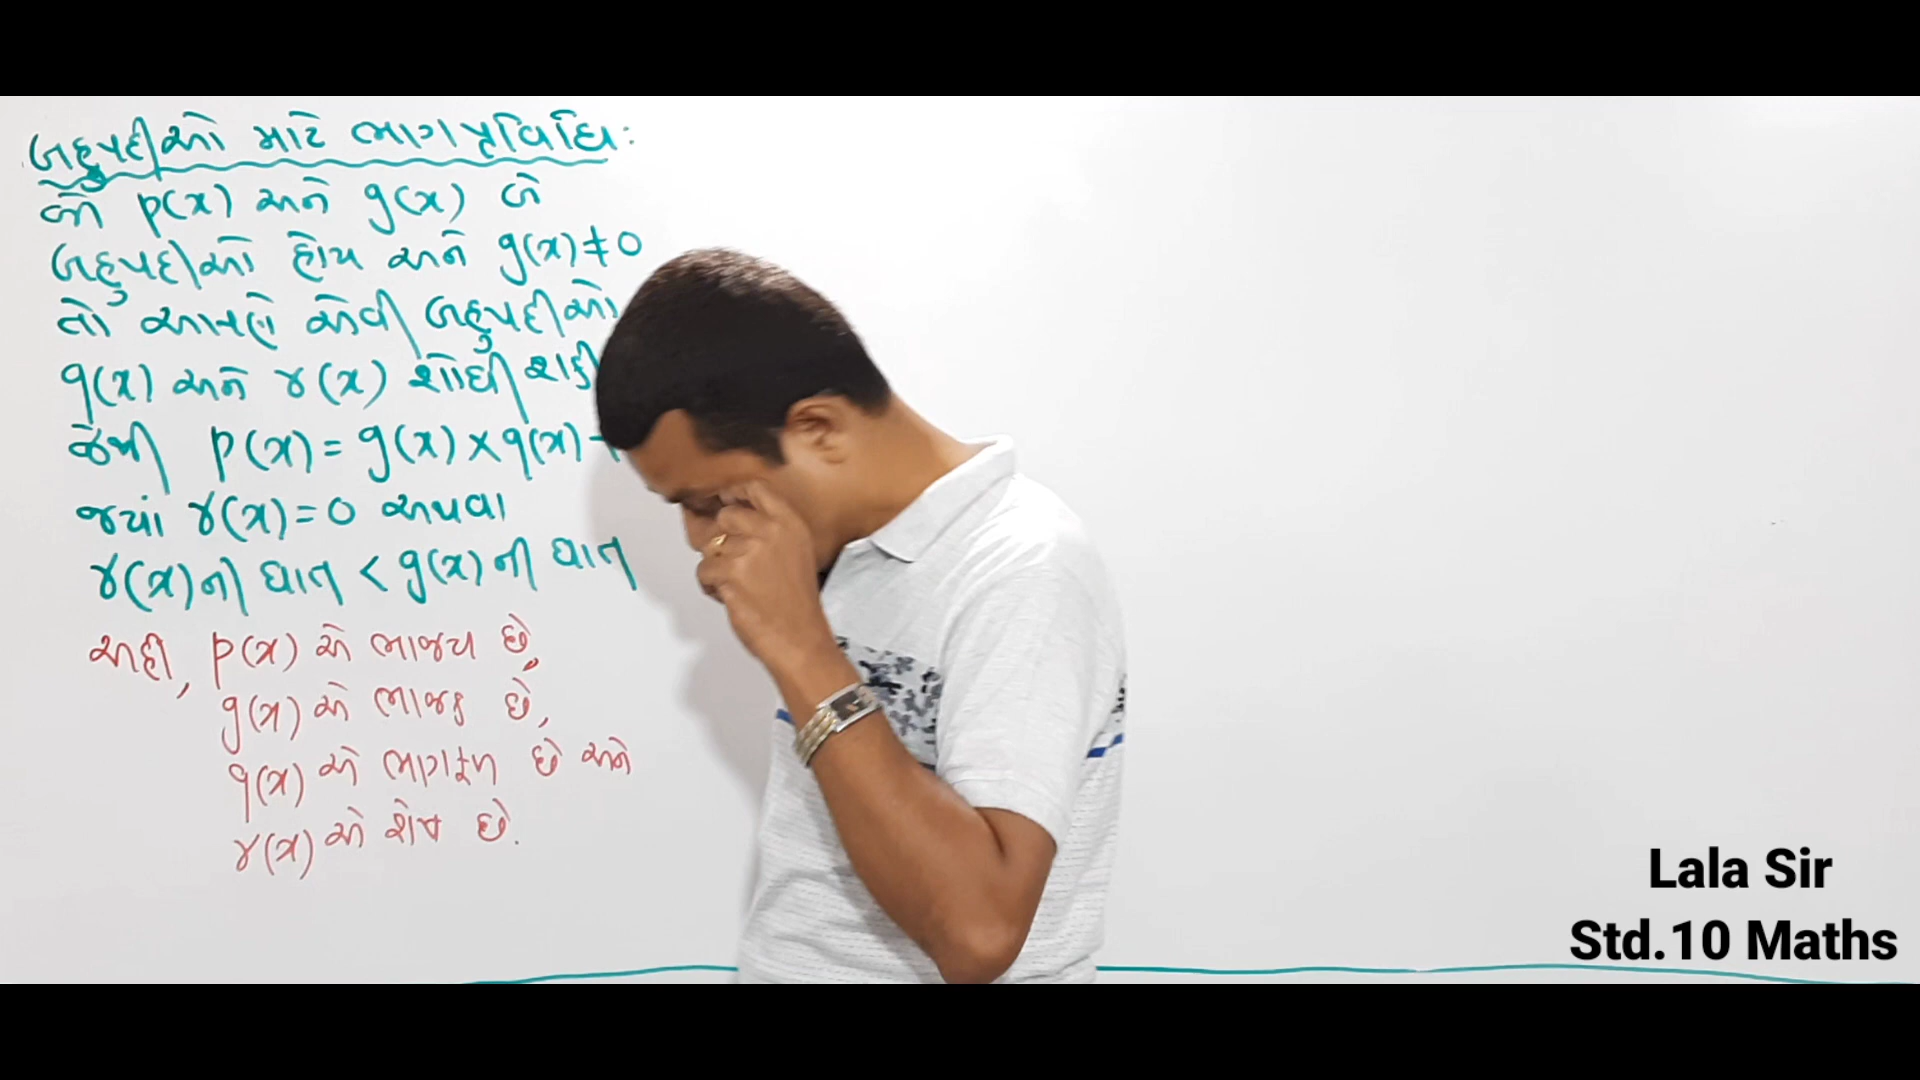 બહુપદીઓ માટે ભાગ પ્રવિધિ:
જો p(x) અને g(x) બે
બહુપદીઓ હોય અને g(x) ≠ 0
તો આપણે એવી બહુપદીઓ
q(x) અને r(x) શોધી શકી
જેથી p(x) = g(x) × q(x) +
જ્યાં r(x) = 0 અથવા
r(x) ની ઘાત < g(x) ની ઘાત
અહીં, p(x) એ ભાજ્ય છે,
g(x) એ ભાજક છે,
q(x) એ ભાગફળ છે અને
r(x) એ શેષ છે.
Lala Sir
Std.10 Maths